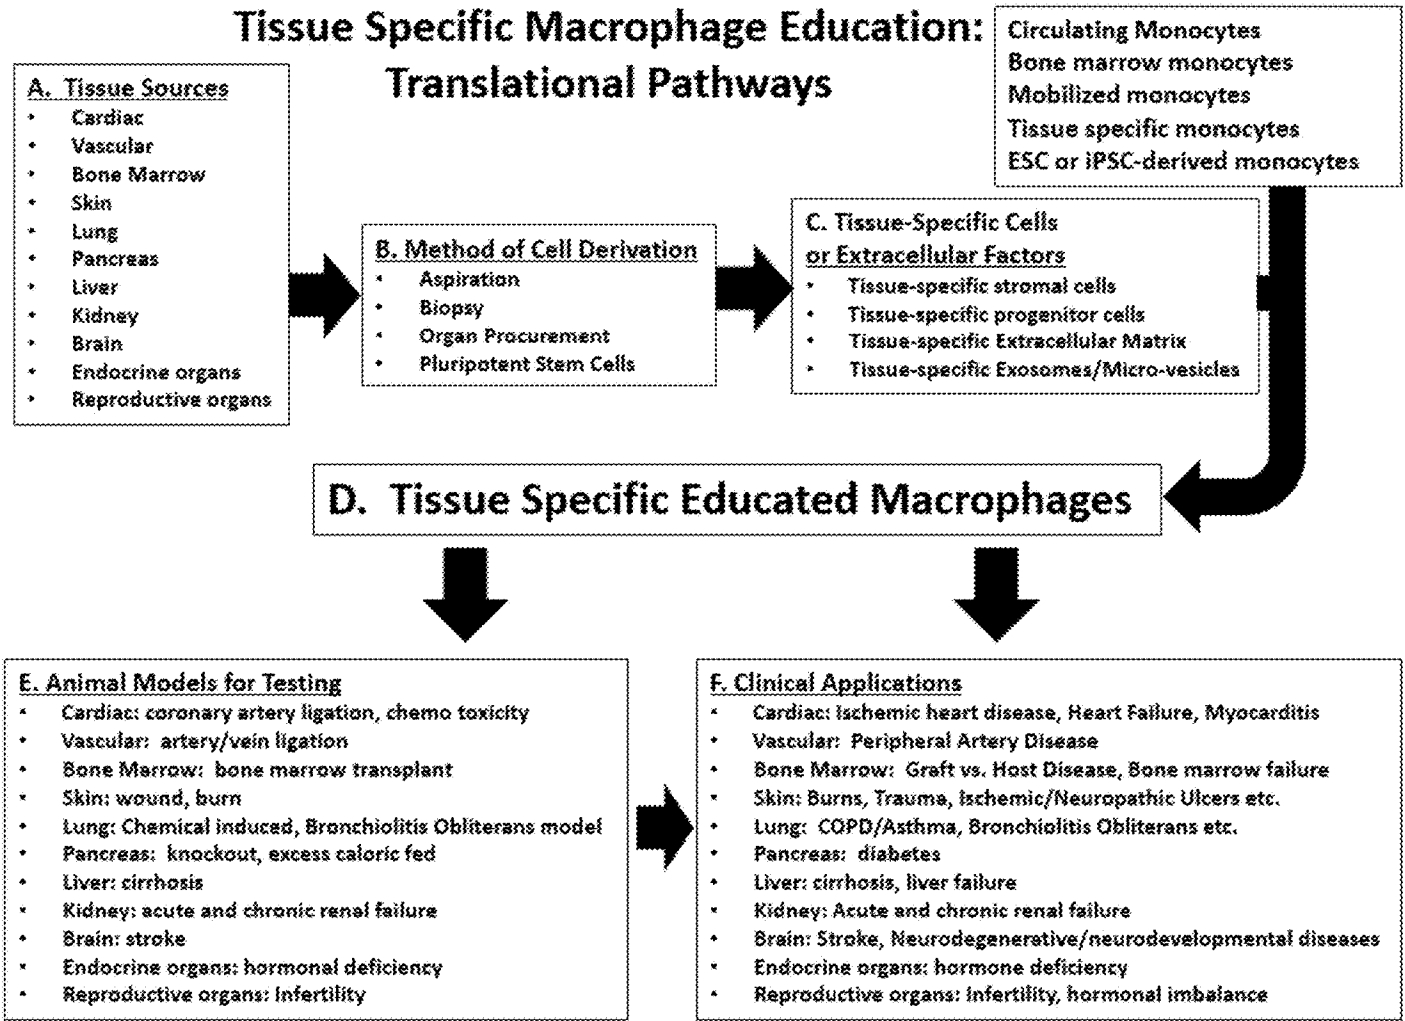 Tissue Specific Macrophage Education:
Translational Pathways
Circulating Monocytes
Bone marrow monocytes
Mobilized monocytes
Tissue specific monocytes
ESC or iPSC-derived monocytes
A. Tissue Sources
• Cardiac
• Vascular
• Bone Marrow
• Skin
• Lung
• Pancreas
• Liver
• Kidney
• Brain
• Endocrine organs
• Reproductive organs
B. Method of Cell Derivation
• Aspiration
• Biopsy
• Organ Procurement
• Pluripotent Stem Cells
C. Tissue-Specific Cells
or Extracellular Factors
• Tissue-specific stromal cells
• Tissue-specific progenitor cells
• Tissue-specific Extracellular Matrix
• Tissue-specific Exosomes/Micro-vesicles
D. Tissue Specific Educated Macrophages
E. Animal Models for Testing
• Cardiac: coronary artery ligation, chemo toxicity
• Vascular: artery/vein ligation
• Bone Marrow: bone marrow transplant
• Skin: wound, burn
• Lung: Chemical induced, Bronchiolitis Obliterans model
• Pancreas: knockout, excess caloric fed
• Liver: cirrhosis
• Kidney: acute and chronic renal failure
• Brain: stroke
• Endocrine organs: hormonal deficiency
• Reproductive organs: Infertility
F. Clinical Applications
• Cardiac: Ischemic heart disease, Heart Failure, Myocarditis
• Vascular: Peripheral Artery Disease
• Bone Marrow: Graft vs. Host Disease, Bone marrow failure
• Skin: Burns, Trauma, Ischemic/Neuropathic Ulcers etc.
• Lung: COPD/Asthma, Bronchiolitis Obliterans etc.
• Pancreas: diabetes
• Liver: cirrhosis, liver failure
• Kidney: Acute and chronic renal failure
• Brain: Stroke, Neurodegenerative/neurodevelopmental diseases
• Endocrine organs: hormone deficiency
• Reproductive organs: Infertility, hormonal imbalance